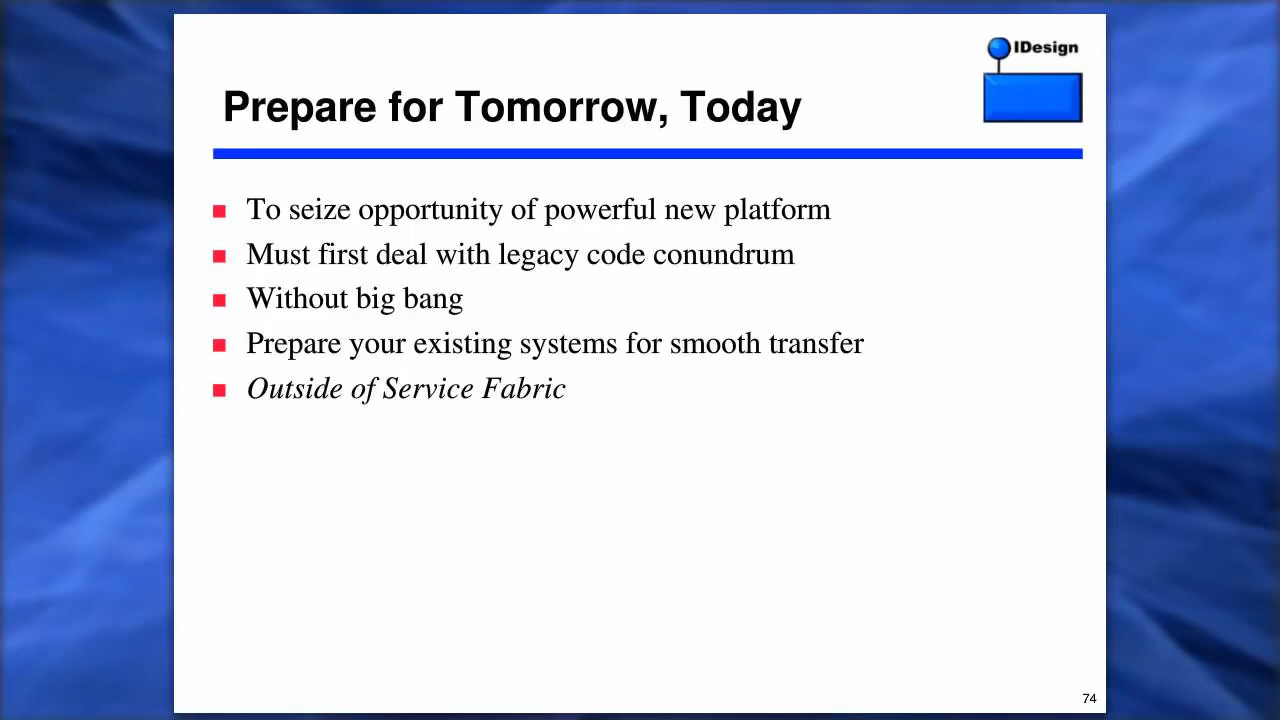 IDesign
Prepare for Tomorrow, Today
To seize opportunity of powerful new platform
Must first deal with legacy code conundrum
Without big bang
Prepare your existing systems for smooth transfer
Outside of Service Fabric
74